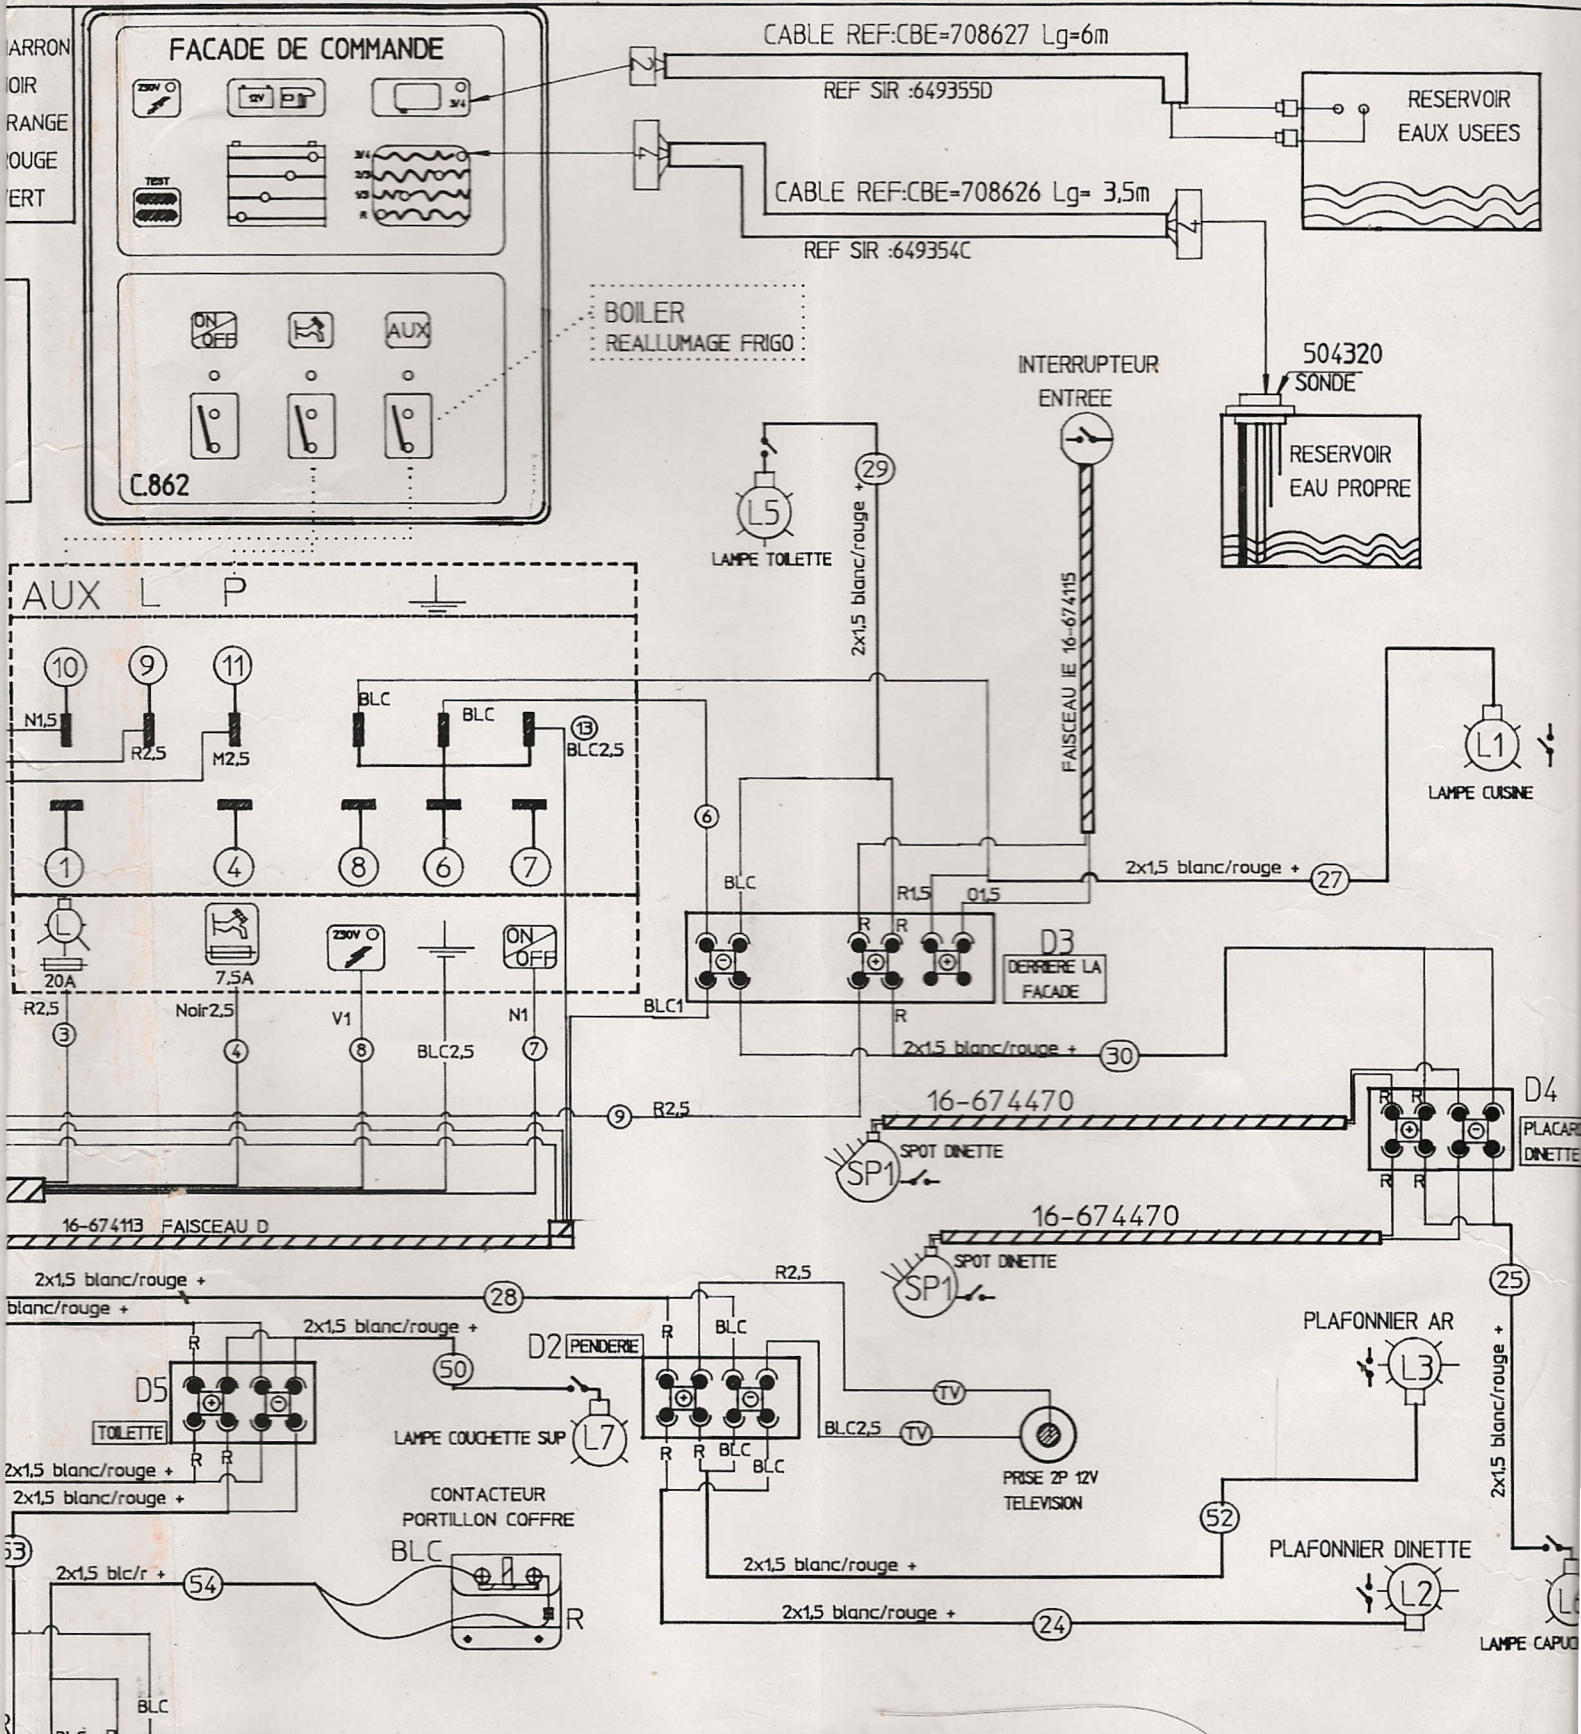 FACADE DE COMMANDE
230V
12V
3/4
3/4
2/3
1/3
R
TEST
ARRON
OIR
RANGE
OUGE
ERT
ON
OFF
AUX
C.862
CABLE REF:CBE=708627 Lg=6m
REF SIR :649355D
2
RESERVOIR
EAUX USEES
CABLE REF:CBE=708626 Lg= 3,5m
REF SIR :649354C
BOILER
REALLUMAGE FRIGO
INTERRUPTEUR
ENTREE
504320
SONDE
RESERVOIR
EAU PROPRE
29
L5
LAMPE TOILETTE
2x1,5 blanc/rouge +
FAISCEAU IE 16-674115
AUX L P
10 9 11
N1,5
R2,5
M2,5
BLC
BLC
13
BLC2,5
1 4 8 6 7
L
20A
7,5A
230V
ON
OFF
6
BLC
R1,5
O1,5
2x1,5 blanc/rouge +
27
L1
LAMPE CUISINE
R
R
D3
DERRIERE LA
FACADE
R2,5
3
Noir2,5
4
V1
8
BLC2,5
N1
7
BLC1
R
2x1,5 blanc/rouge +
30
9
R2,5
16-674470
SP1
SPOT DINETTE
R R
D4
PLACAR
DINETTE
R R
16-674113 FAISCEAU D
16-674470
SP1
SPOT DINETTE
2x1,5 blanc/rouge +
28
blanc/rouge +
R
2x1,5 blanc/rouge +
50
D5
TOILETTE
R R
2x1,5 blanc/rouge +
2x1,5 blanc/rouge +
LAMPE COUCHETTE SUP
L7
D2
PENDERIE
R
BLC
R2,5
R R
BLC
BLC
TV
BLC2,5
TV
PRISE 2P 12V
TELEVISION
25
2x1,5 blanc/rouge +
PLAFONNIER AR
L3
52
2x1,5 blanc/rouge +
PLAFONNIER DINETTE
L2
2x1,5 blanc/rouge +
24
LAMPE CAPUC
CONTACTEUR
PORTILLON COFFRE
BLC
R
53
2x1,5 blc/r +
54
BLC